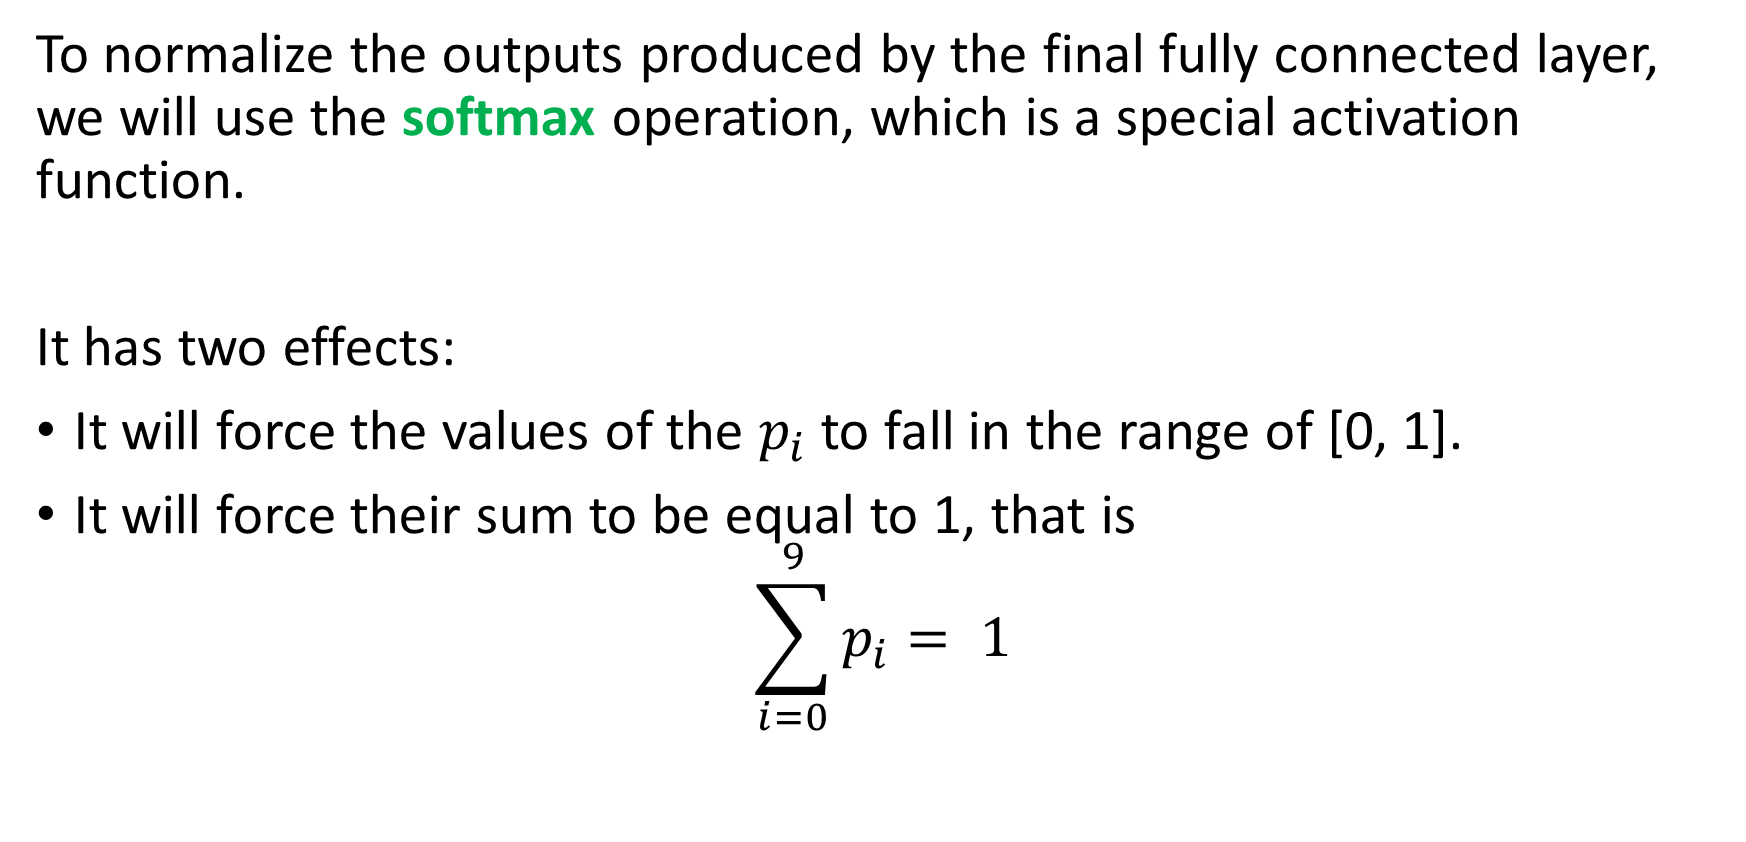 To normalize the outputs produced by the final fully connected layer,
we will use the softmax operation, which is a special activation
function.
It has two effects:
• It will force the values of the pᵢ to fall in the range of [0, 1].
• It will force their sum to be equal to 1, that is
9
∑ pᵢ = 1
i=0